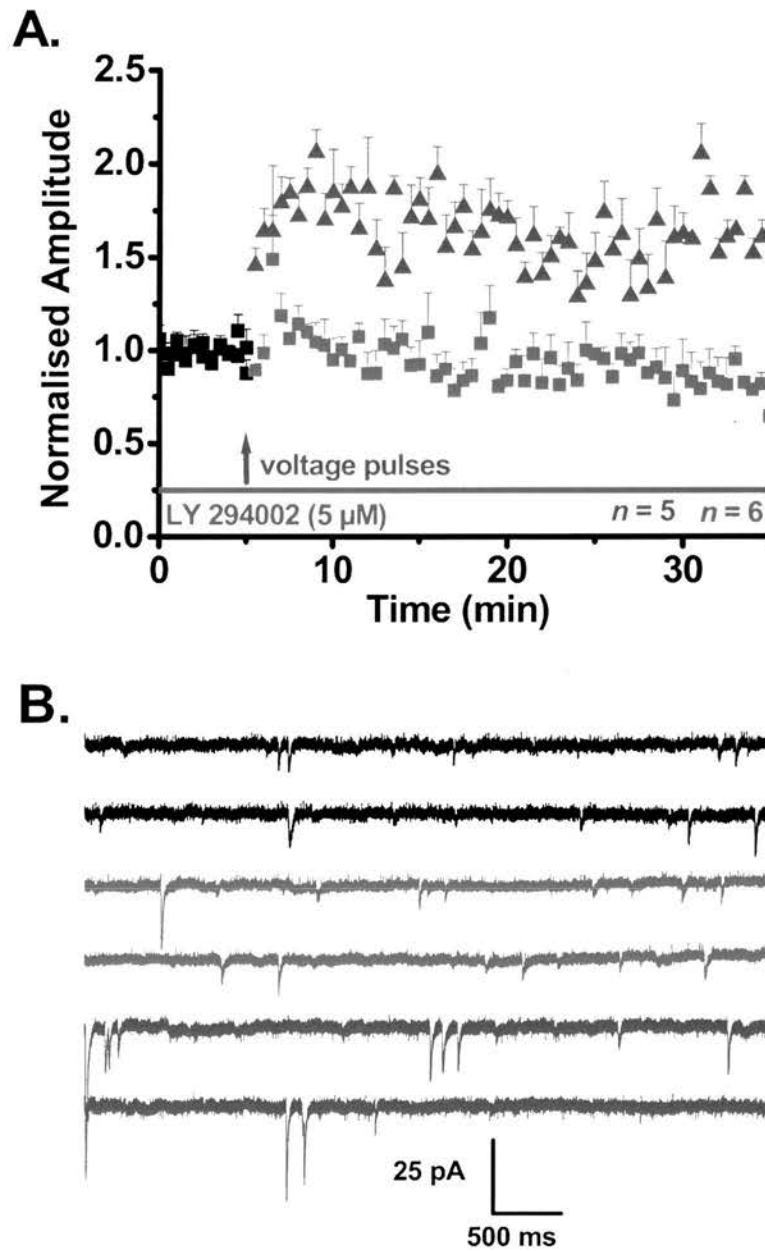 A.
Normalised Amplitude
2.5
2.0
1.5
1.0
0.5
0.0
voltage pulses
LY 294002 (5 µM)
n = 5
n = 6
0
10
20
30
Time (min)
B.
25 pA
500 ms